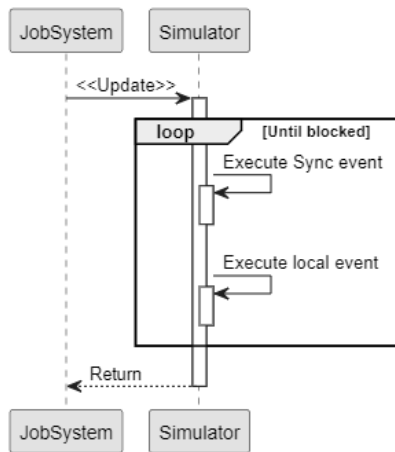 JobSystem
Simulator
<<Update>>
loop
[Until blocked]
Execute Sync event
Execute local event
Return
JobSystem
Simulator